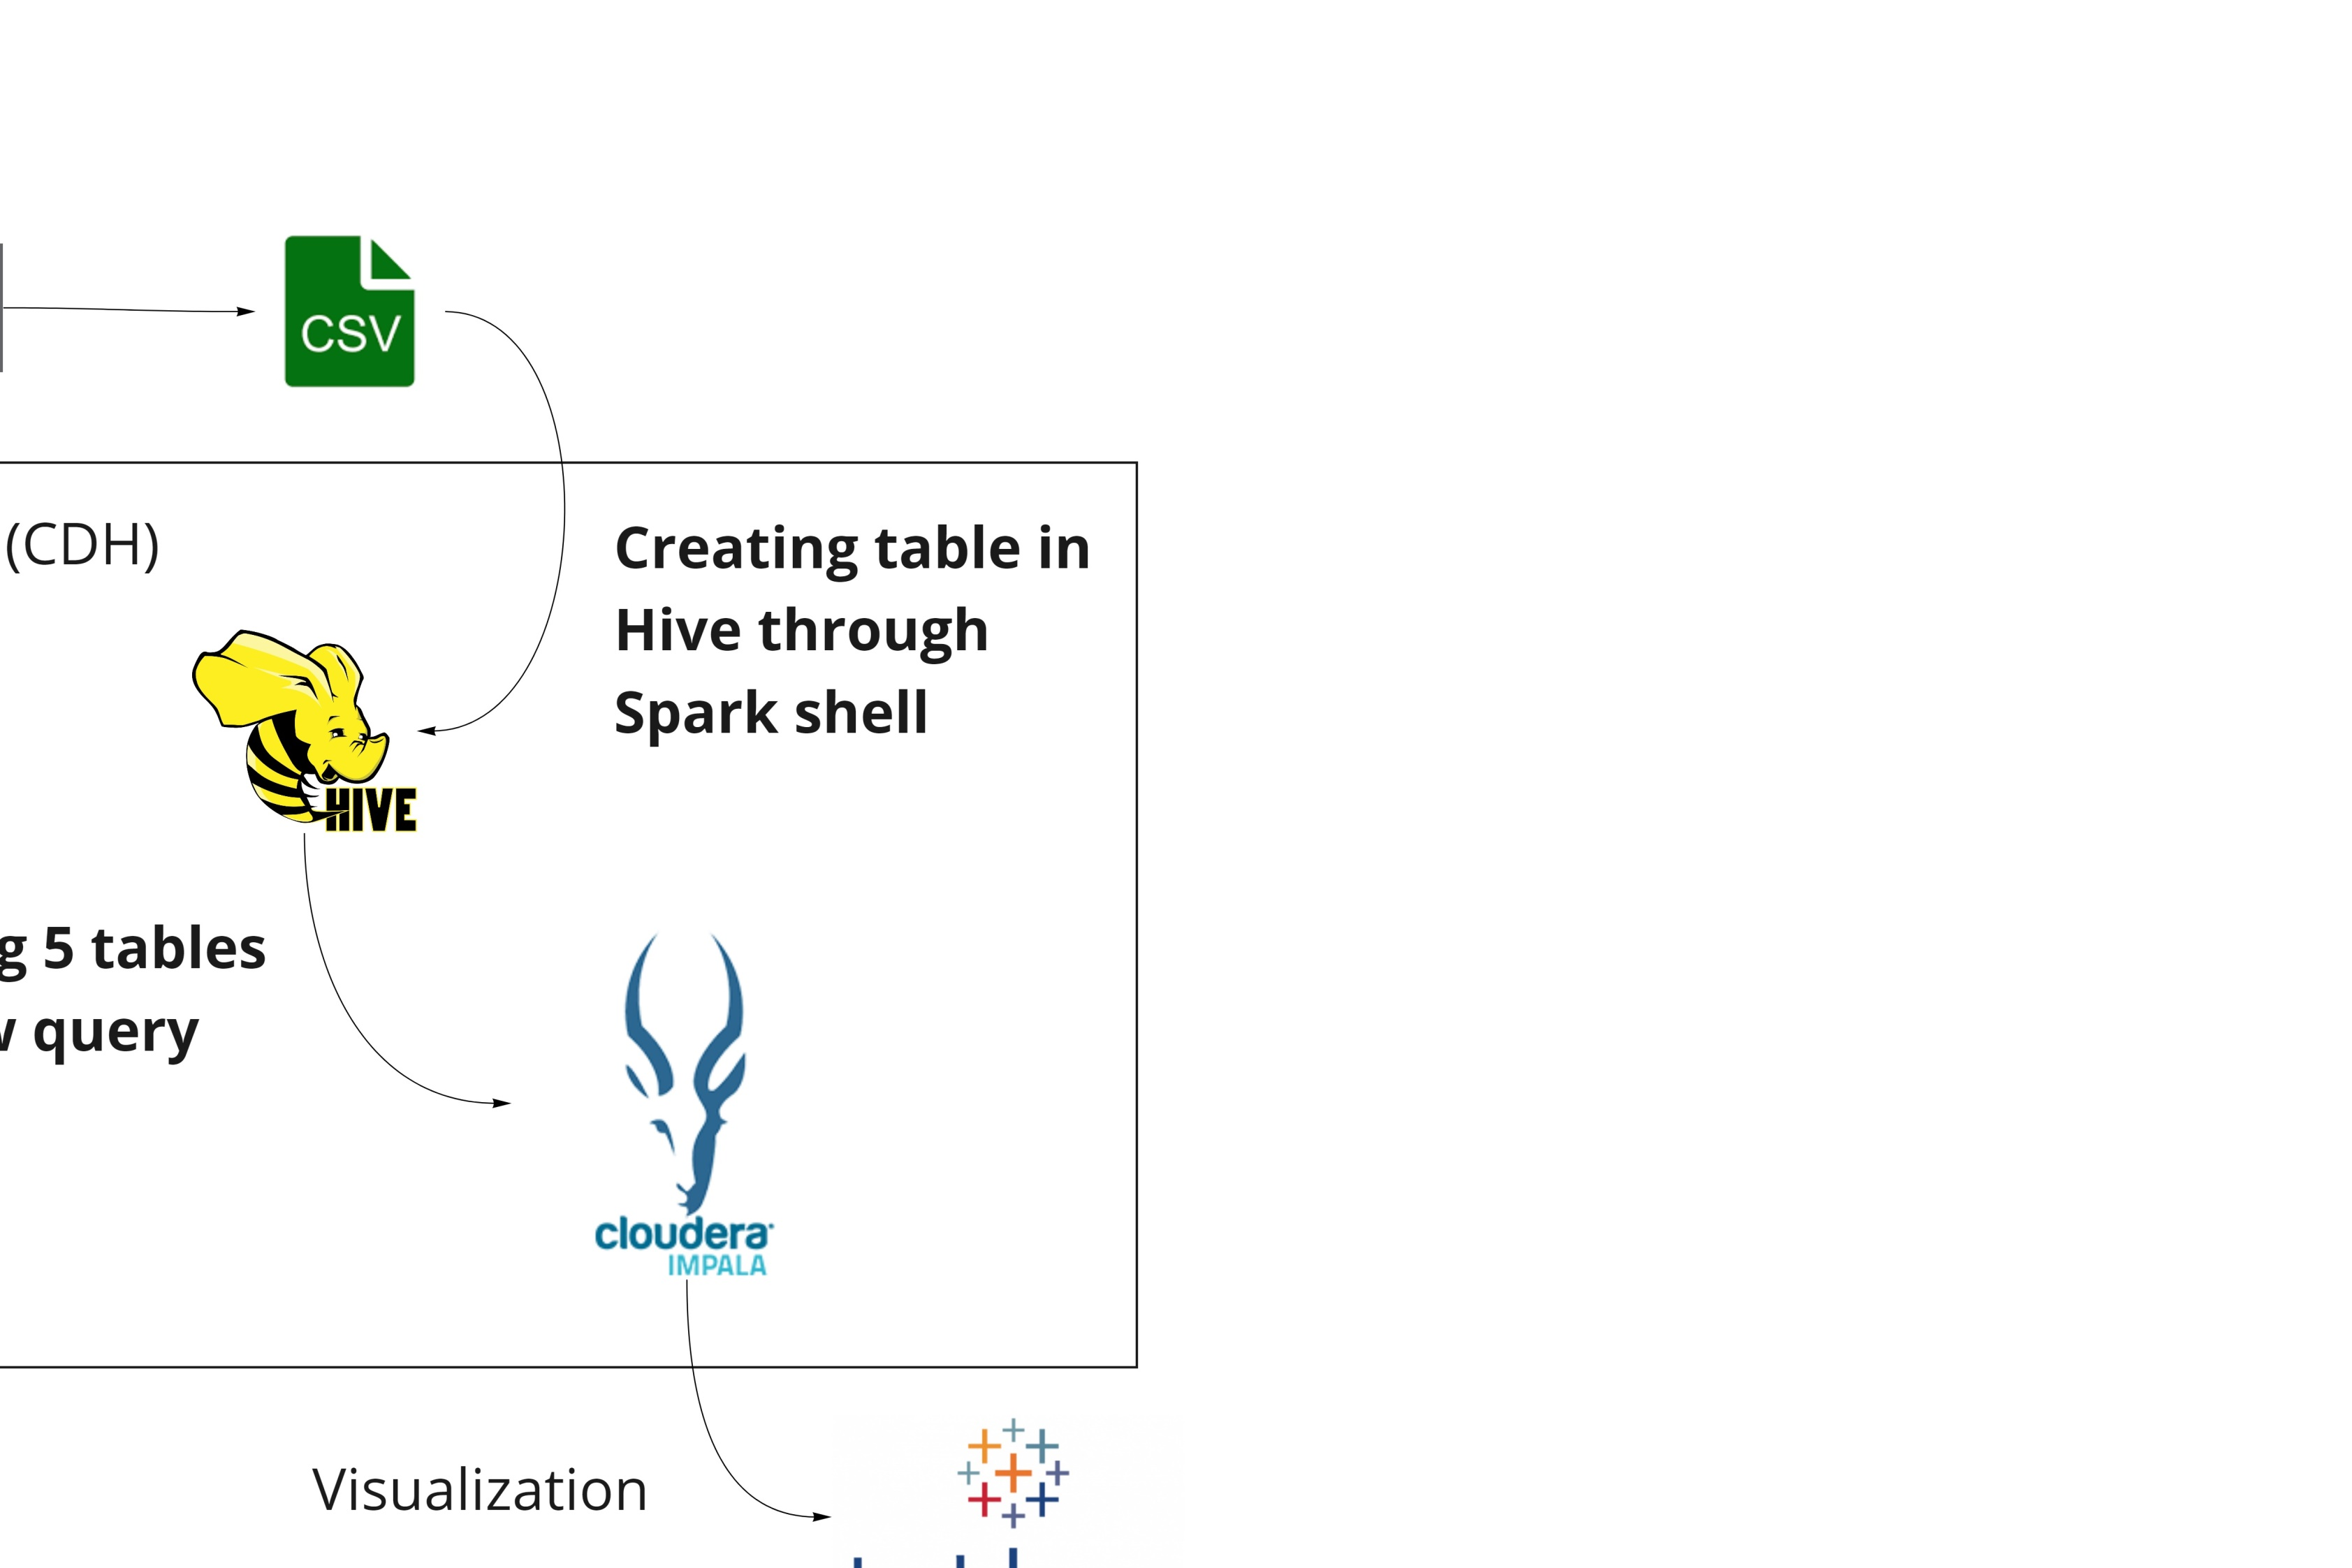 CSV
(CDH)
Creating table in
Hive through
Spark shell
HIVE
5 tables
query
cloudera
IMPALA
Visualization